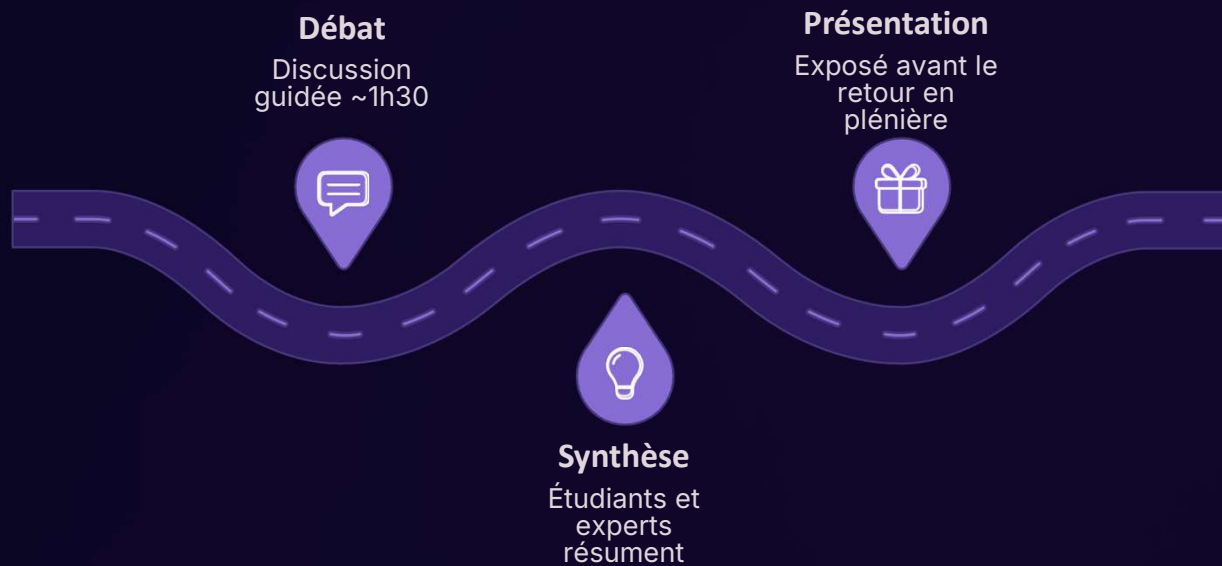 Débat
Discussion
guidée ~1h30
Synthèse
Étudiants et
experts
résument
Présentation
Exposé avant le
retour en
plénière